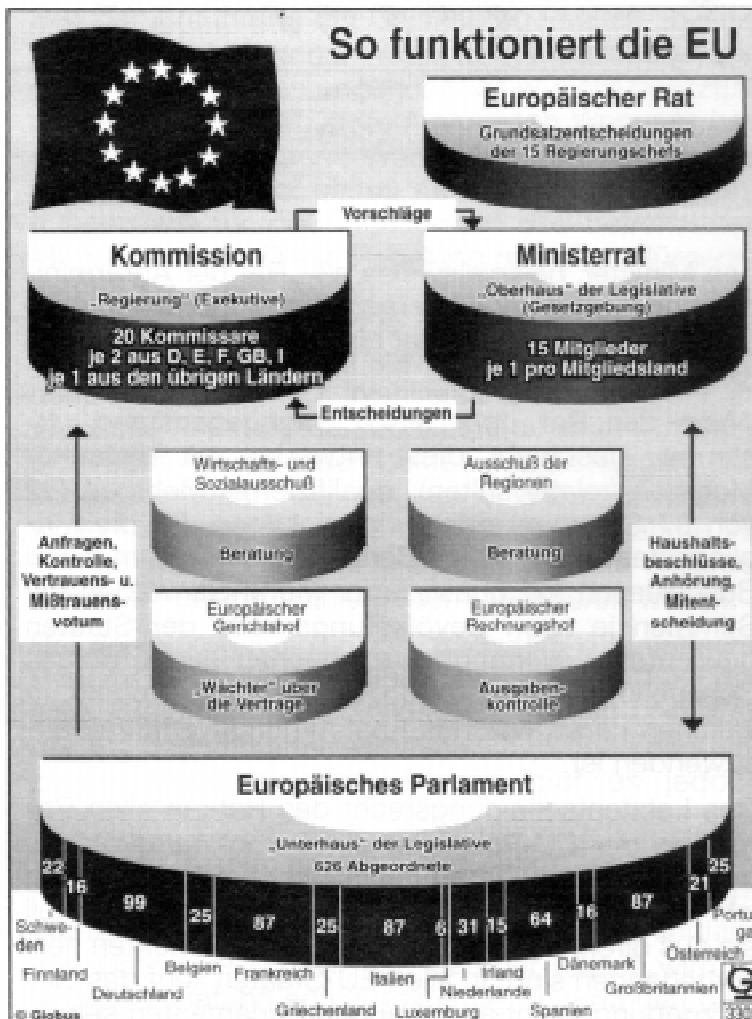 So funktioniert die EU
Europäischer Rat
Grundsatzentscheidungen
der 15 Regierungschefs
Vorschläge
Kommission
„Regierung" (Exekutive)
20 Kommissare
je 2 aus D, E, F, GB, I
je 1 aus den übrigen Ländern
Ministerrat
„Oberhaus" der Legislative
(Gesetzgebung)
15 Mitglieder
je 1 pro Mitgliedsland
Entscheidungen
Anfragen,
Kontrolle,
Vertrauens- u.
Mißtrauens-
votum
Wirtschafts- und
Sozialausschuß
Beratung
Ausschuß der
Regionen
Beratung
Haushalts-
beschlüsse,
Anhörung,
Mitent-
scheidung
Europäischer
Gerichtshof
„Wächter" über
die Verträge
Europäischer
Rechnungshof
Ausgaben-
kontrolle
Europäisches Parlament
„Unterhaus" der Legislative
626 Abgeordnete
22 16 99 25 87 25 87 6 31 15 64 16 87 21 25
Schwe-
den
Finnland
Deutschland
Belgien
Frankreich
Griechenland
Italien
Luxemburg
Niederlande
Irland
Spanien
Dänemark
Großbritannien
Österreich
Portu-
ga
© Globus
G